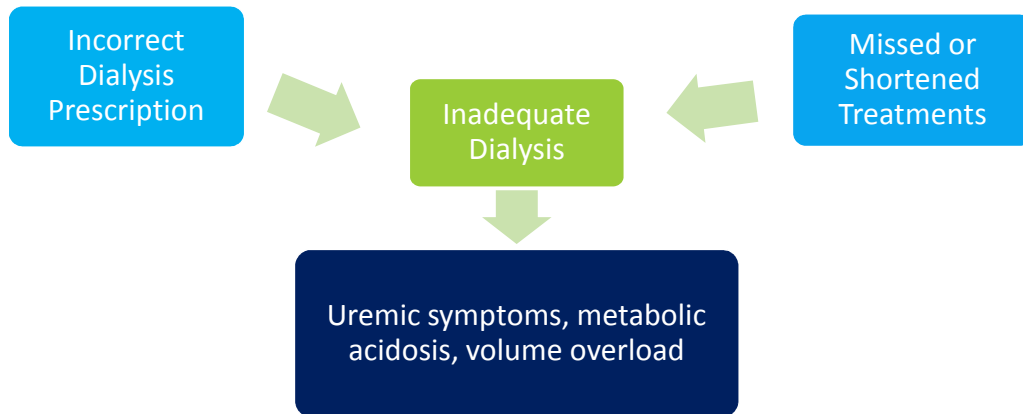 Incorrect
Dialysis
Prescription
Missed or
Shortened
Treatments
Inadequate
Dialysis
Uremic symptoms, metabolic
acidosis, volume overload